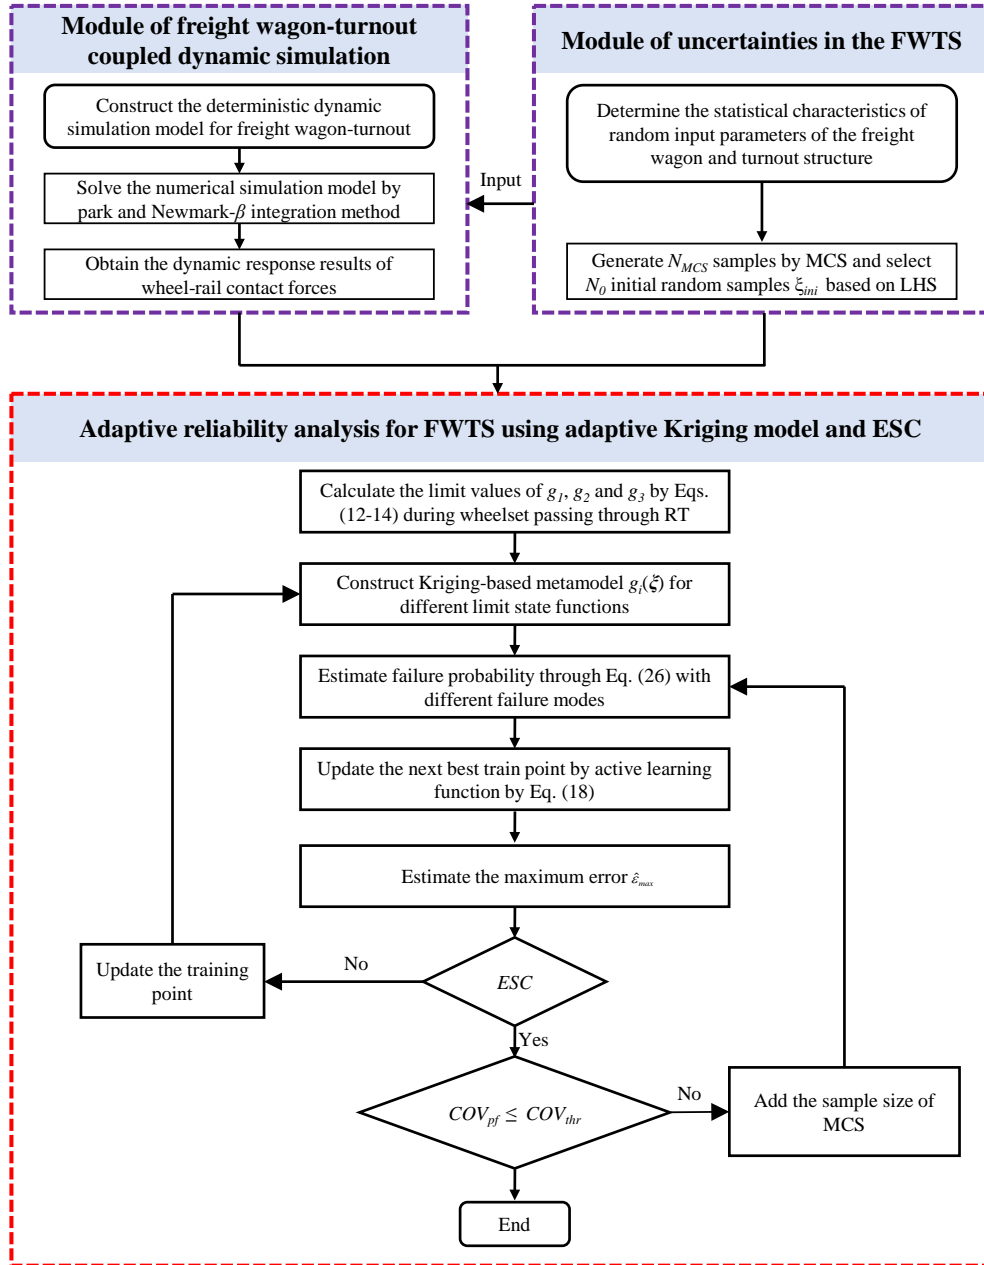 Module of freight wagon-turnout
coupled dynamic simulation
Construct the deterministic dynamic
simulation model for freight wagon-turnout
Solve the numerical simulation model by
park and Newmark-β integration method
Obtain the dynamic response results of
wheel-rail contact forces
Input
Module of uncertainties in the FWTS
Determine the statistical characteristics of
random input parameters of the freight
wagon and turnout structure
Generate N_MCS samples by MCS and select
N_0 initial random samples ξ_ini based on LHS
Adaptive reliability analysis for FWTS using adaptive Kriging model and ESC
Calculate the limit values of g_1, g_2 and g_3 by Eqs.
(12-14) during wheelset passing through RT
Construct Kriging-based metamodel g_i(ξ) for
different limit state functions
Estimate failure probability through Eq. (26) with
different failure modes
Update the next best train point by active learning
function by Eq. (18)
Estimate the maximum error ε̂_max
ESC
No
Update the training
point
Yes
COV_pf ≤ COV_thr
No
Add the sample size of
MCS
End